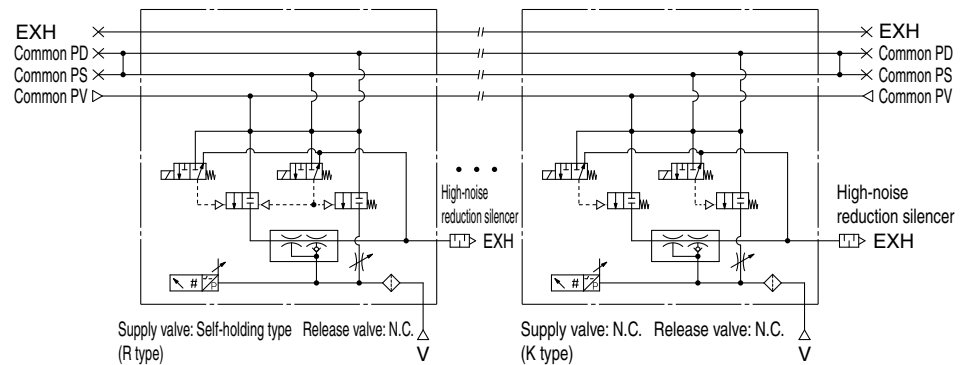 EXH
EXH
Common PD
Common PD
Common PS
Common PS
Common PV
Common PV
High-noise
reduction silencer
EXH
High-noise
reduction silencer
EXH
#
P
#
P
Supply valve: Self-holding type Release valve: N.C.
(R type)
V
Supply valve: N.C. Release valve: N.C.
(K type)
V